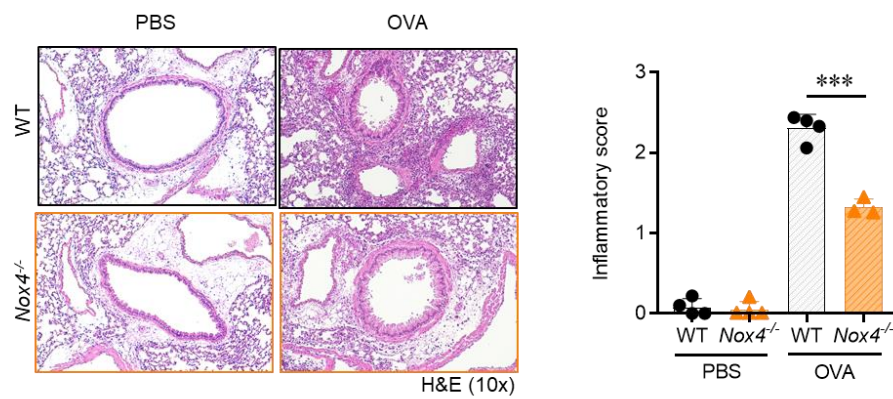 PBS
OVA
WT
Nox4-/-
H&E (10x)
Inflammatory score
3
2
1
0
***
WT
Nox4-/-
WT
Nox4-/-
PBS
OVA